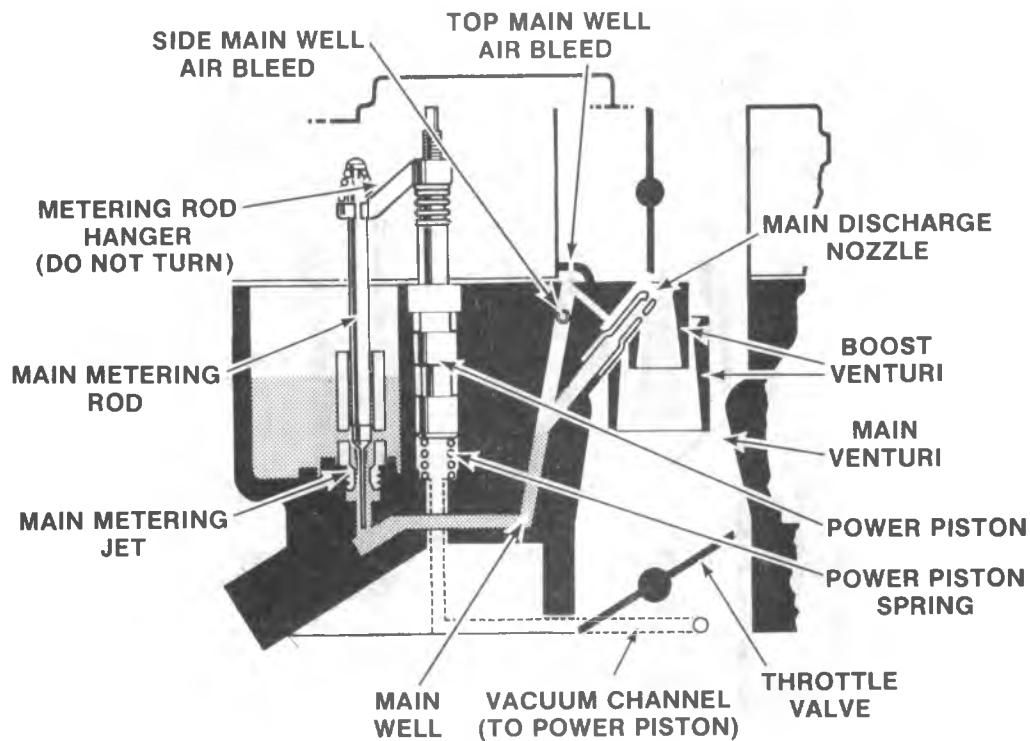 SIDE MAIN WELL
AIR BLEED
TOP MAIN WELL
AIR BLEED
METERING ROD
HANGER
(DO NOT TURN)
MAIN DISCHARGE
NOZZLE
MAIN METERING
ROD
BOOST
VENTURI
MAIN
VENTURI
MAIN METERING
JET
POWER PISTON
POWER PISTON
SPRING
MAIN
WELL
VACUUM CHANNEL
(TO POWER PISTON)
THROTTLE
VALVE